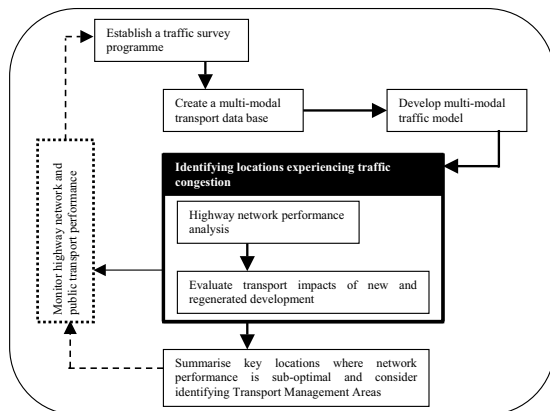 Establish a traffic survey
programme
Create a multi-modal
transport data base
Develop multi-modal
traffic model
Identifying locations experiencing traffic
congestion
Highway network performance
analysis
Evaluate transport impacts of new and
regenerated development
Monitor highway network and
public transport performance
Summarise key locations where network
performance is sub-optimal and consider
identifying Transport Management Areas